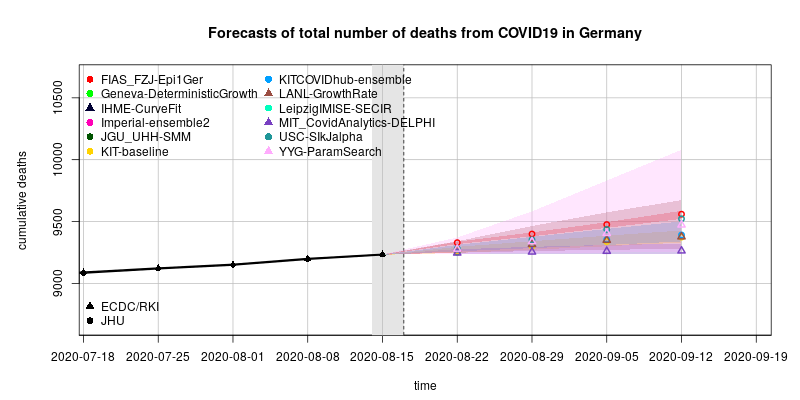 Forecasts of total number of deaths from COVID19 in Germany
FIAS_FZJ-Epi1Ger
Geneva-DeterministicGrowth
IHME-CurveFit
Imperial-ensemble2
JGU_UHH-SMM
KIT-baseline
KITCOVIDhub-ensemble
LANL-GrowthRate
LeipzigIMISE-SECIR
MIT_CovidAnalytics-DELPHI
USC-SIkJalpha
YYG-ParamSearch
cumulative deaths
10500
10000
9500
9000
ECDC/RKI
JHU
2020-07-18 2020-07-25 2020-08-01 2020-08-08 2020-08-15 2020-08-22 2020-08-29 2020-09-05 2020-09-12 2020-09-19
time